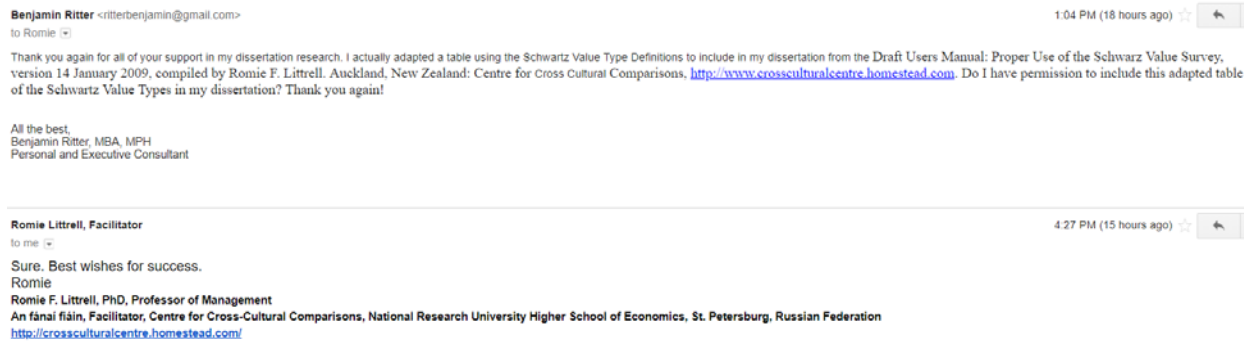 Benjamin Ritter <ritterbenjamin@gmail.com>
1:04 PM (18 hours ago)
to Romie
Thank you again for all of your support in my dissertation research. I actually adapted a table using the Schwartz Value Type Definitions to include in my dissertation from the Draft Users Manual: Proper Use of the Schwarz Value Survey,
version 14 January 2009, compiled by Romie F. Littrell. Auckland, New Zealand: Centre for Cross Cultural Comparisons, http://www.crossculturalcentre.homestead.com. Do I have permission to include this adapted table
of the Schwartz Value Types in my dissertation? Thank you again!
All the best,
Benjamin Ritter, MBA, MPH
Personal and Executive Consultant
Romie Littrell, Facilitator
4:27 PM (15 hours ago)
to me
Sure. Best wishes for success.
Romie
Romie F. Littrell, PhD, Professor of Management
An fánaí fiáin, Facilitator, Centre for Cross-Cultural Comparisons, National Research University Higher School of Economics, St. Petersburg, Russian Federation
http://crossculturalcentre.homestead.com/